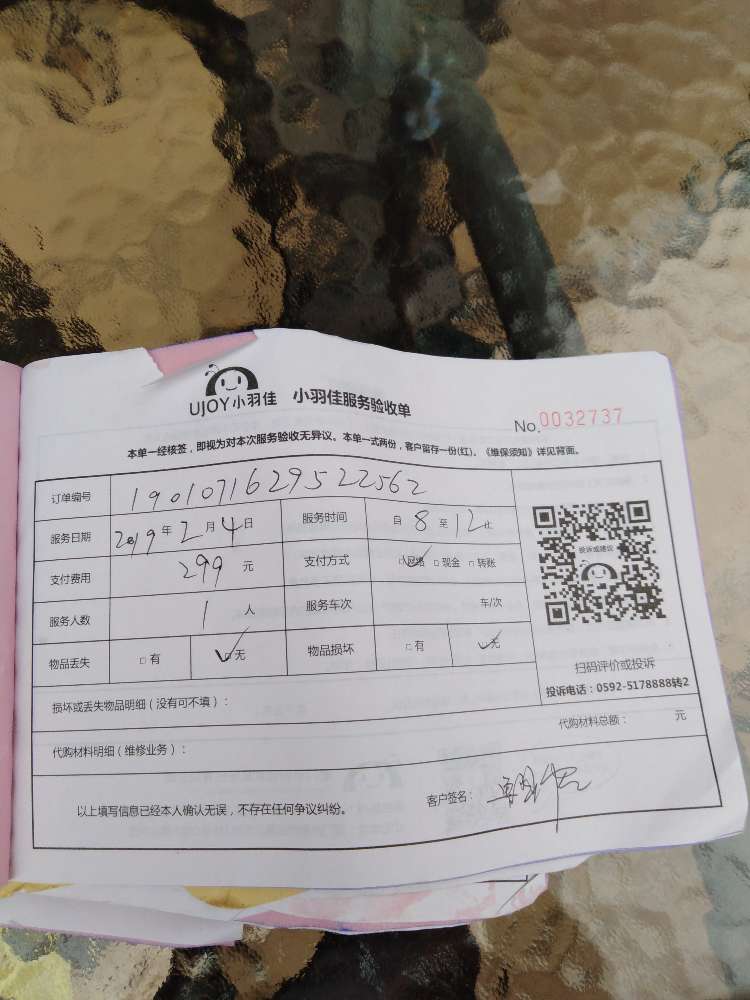 UJOY小羽佳 小羽佳服务验收单
No. 0032737
本单一经核签，即视为对本次服务验收无异议。本单一式两份，客户留存一份(红)。《维保须知》详见背面。
订单编号 1901071629522562
服务日期 2019年2月4日 服务时间 自8至12止
支付费用 299元 支付方式 ☑网络 □现金 □转账
服务人数 1人 服务车次 车/次
物品丢失 □有 ☑无 物品损坏 □有 ☑无
投诉或建议
扫码评价或投诉
投诉电话：0592-5178888转2
损坏或丢失物品明细（没有可不填）：
代购材料明细（维修业务）： 代购材料总额： 元
以上填写信息已经本人确认无误，不存在任何争议纠纷。 客户签名：